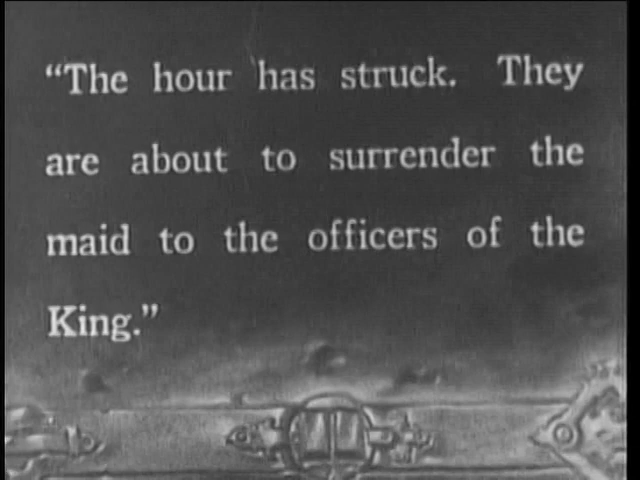 “The hour has struck. They
are about to surrender the
maid to the officers of the
King.”